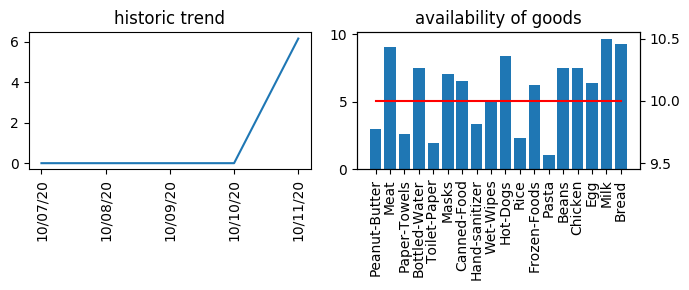 historic trend
6
4
2
0
10/07/20
10/08/20
10/09/20
10/10/20
10/11/20
availability of goods
10
5
0
10.5
10.0
9.5
Peanut-Butter
Meat
Paper-Towels
Bottled-Water
Toilet-Paper
Masks
Canned-Food
Hand-sanitizer
Wet-Wipes
Hot-Dogs
Rice
Frozen-Foods
Pasta
Beans
Chicken
Egg
Milk
Bread